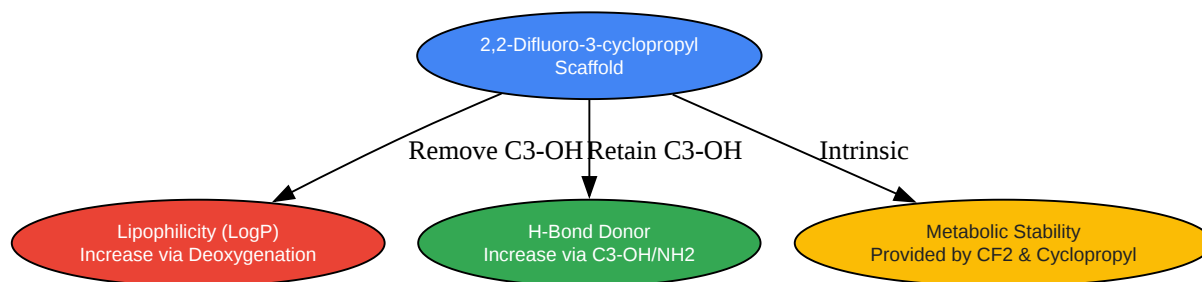 2,2-Difluoro-3-cyclopropyl
Scaffold
Remove C3-OH
Retain C3-OH
Intrinsic
Lipophilicity (LogP)
Increase via Deoxygenation
H-Bond Donor
Increase via C3-OH/NH2
Metabolic Stability
Provided by CF2 & Cyclopropyl